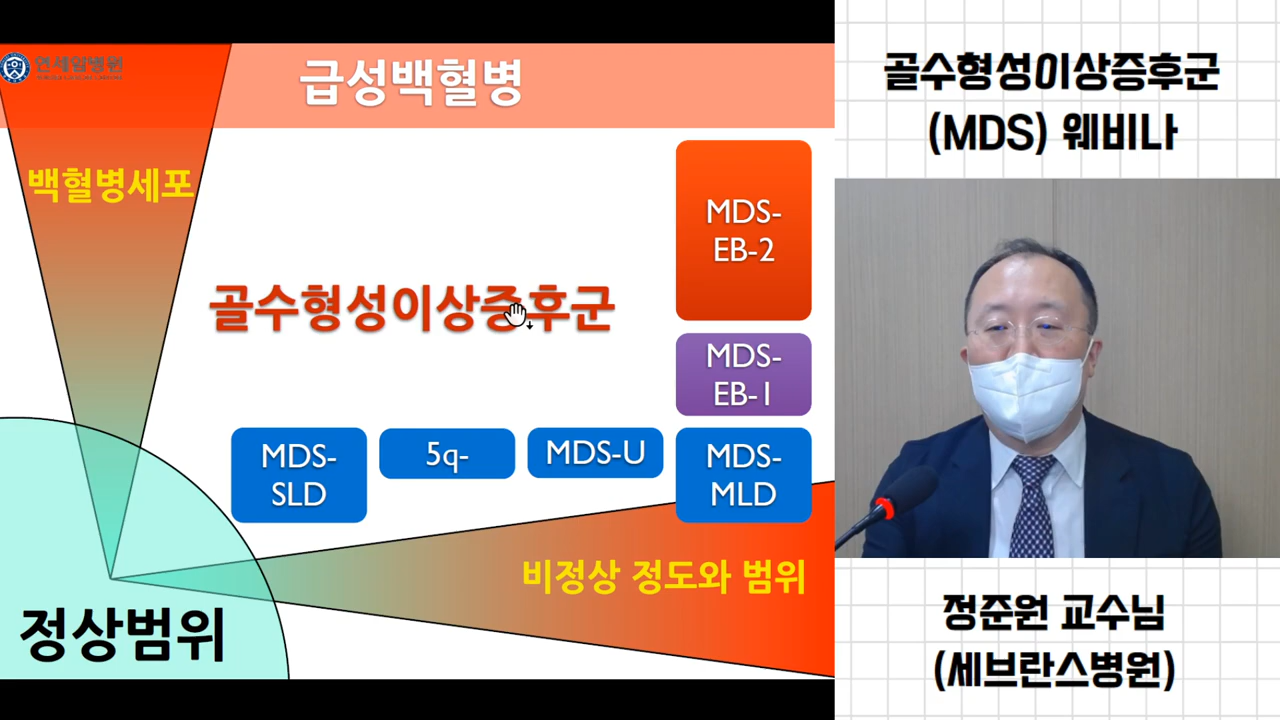 연세암병원
급성백혈병
백혈병세포
MDS-
EB-2
골수형성이상증후군
MDS-
EB-1
MDS-
SLD
5q-
MDS-U
MDS-
MLD
비정상 정도와 범위
정상범위
골수형성이상증후군
(MDS) 웨비나
정준원 교수님
(세브란스병원)